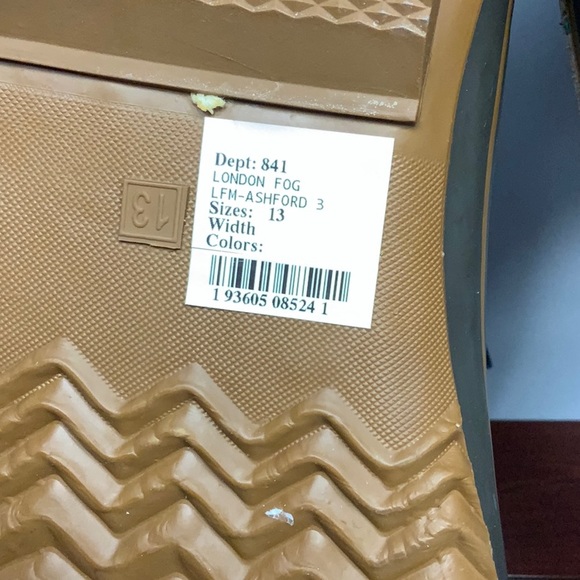 Dept: 841
LONDON FOG
LFM-ASHFORD 3
Sizes: 13
Width
Colors:
1 93605 08524 1
13